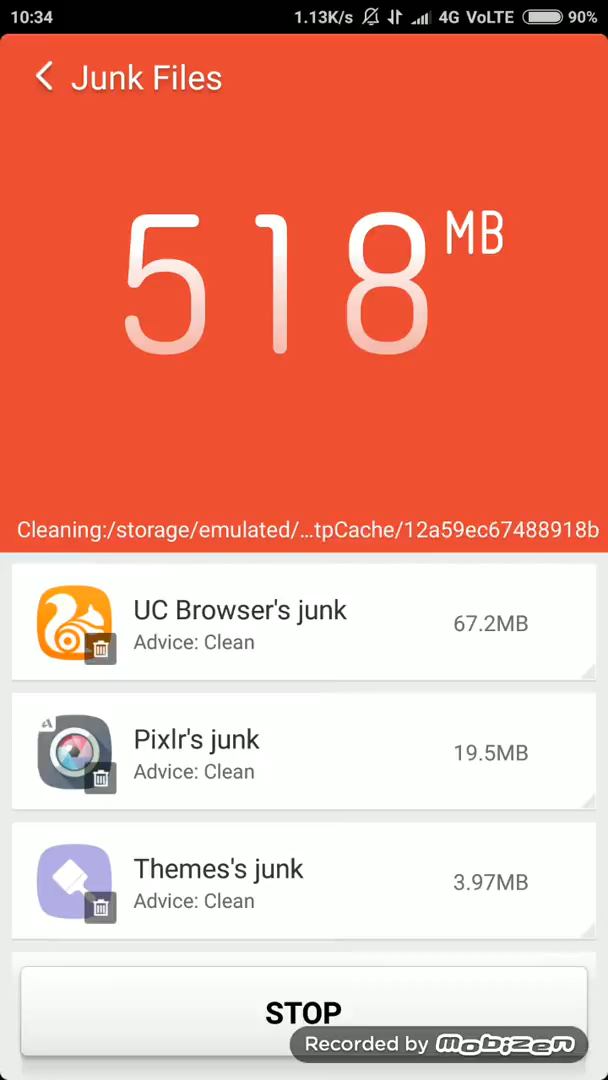 10:34 1.13K/s 4G VoLTE 90%
Junk Files
518 MB
Cleaning:/storage/emulated/...tpCache/12a59ec67488918b
UC Browser's junk
Advice: Clean
67.2MB
Pixlr's junk
Advice: Clean
19.5MB
Themes's junk
Advice: Clean
3.97MB
STOP
Recorded by mobizen